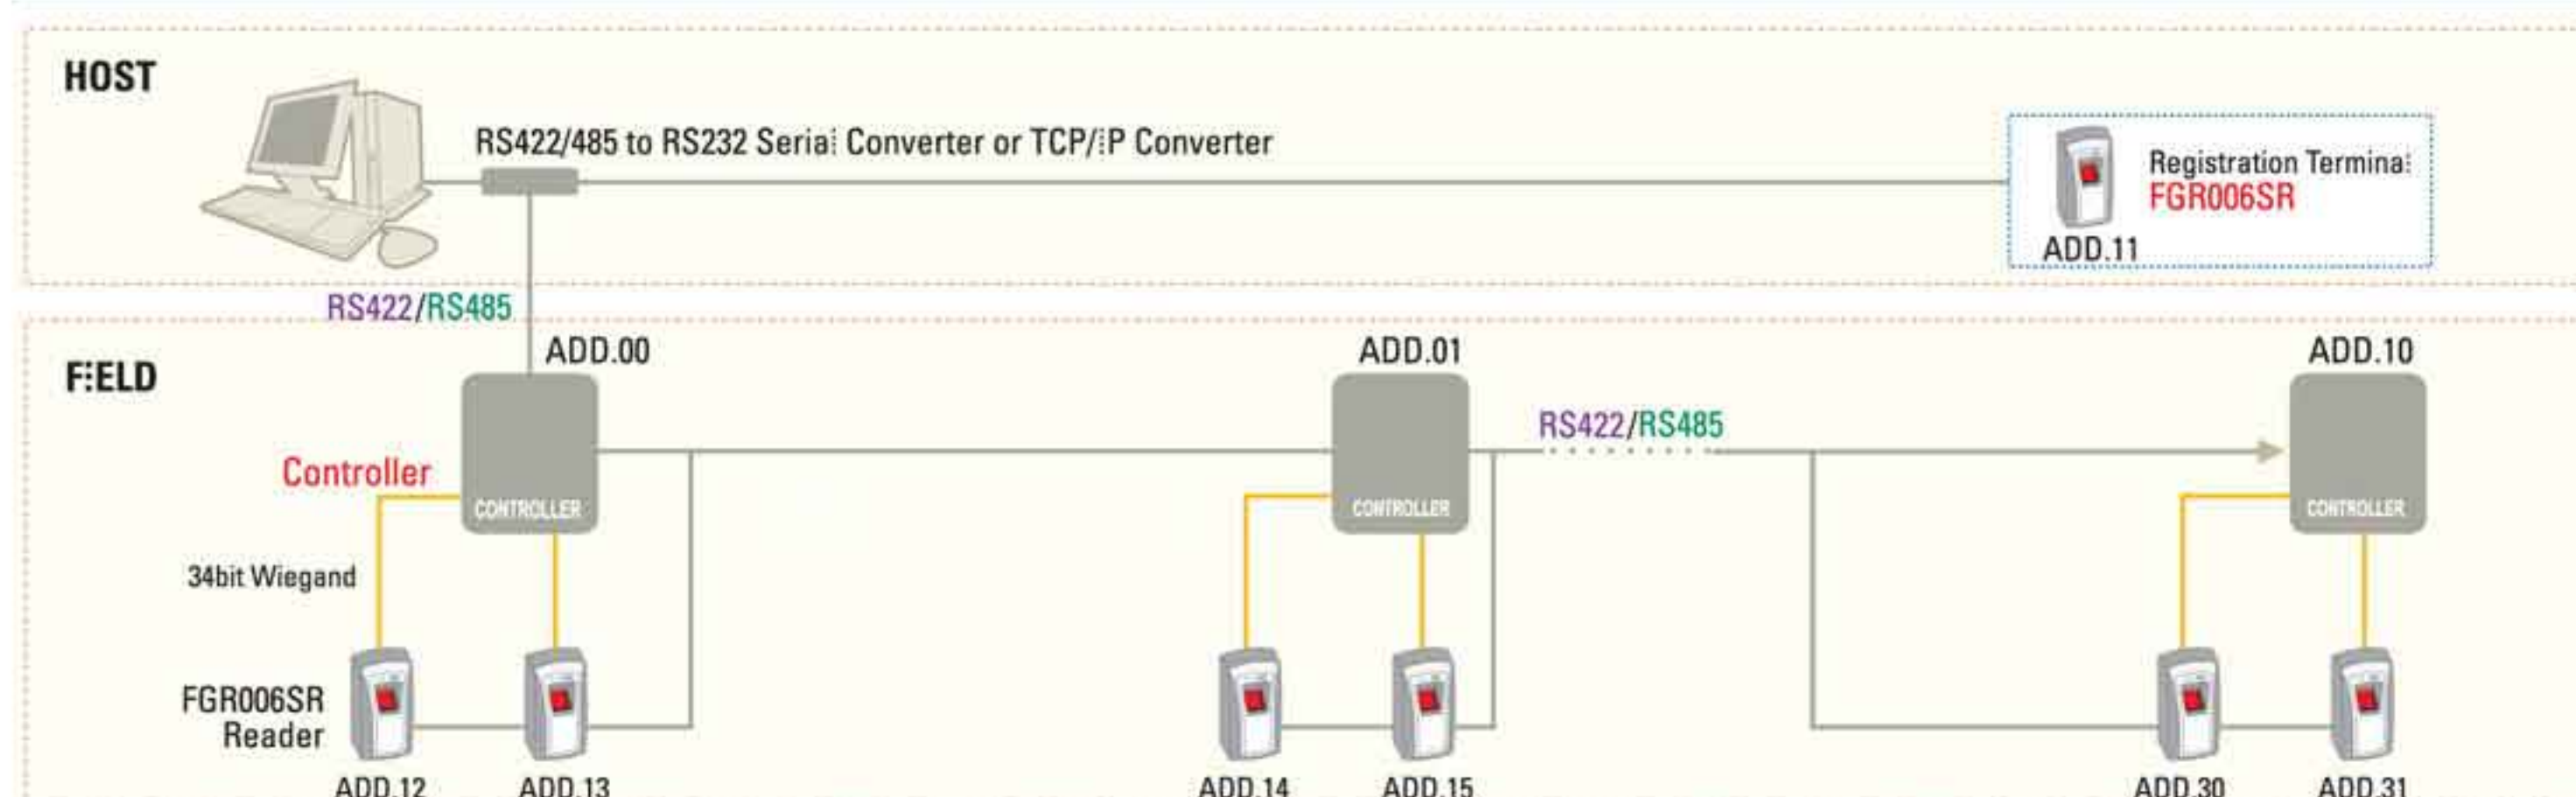 HOST
RS422/485 to RS232 Serial Converter or TCP/IP Converter
Registration Terminal
FGR006SR
ADD.11
RS422/RS485
FIELD
ADD.00
ADD.01
ADD.10
RS422/RS485
Controller
CONTROLLER
CONTROLLER
CONTROLLER
34bit Wiegand
FGR006SR
Reader
ADD.12
ADD.13
ADD.14
ADD.15
ADD.30
ADD.31